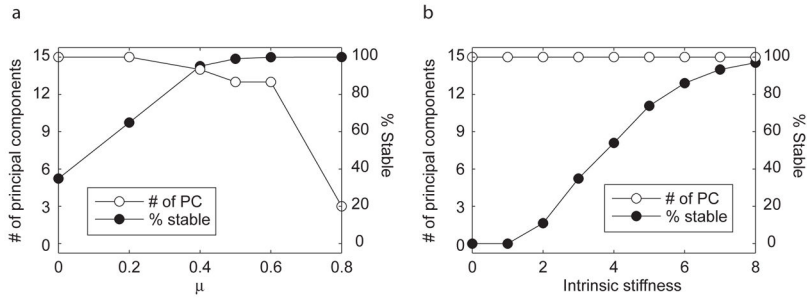 a
# of principal components
15
12
9
6
3
0
100
80
60
40
20
0
% Stable
# of PC
% stable
0 0.2 0.4 0.6 0.8
μ
b
# of principal components
15
12
9
6
3
0
100
80
60
40
20
0
% Stable
# of PC
% stable
0 2 4 6 8
Intrinsic stiffness